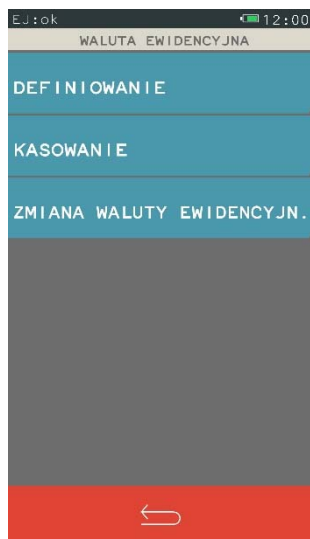 EJ:ok 12:00
WALUTA EWIDENCYJNA
DEFINIOWANIE
KASOWANIE
ZMIANA WALUTY EWIDENCYJN.